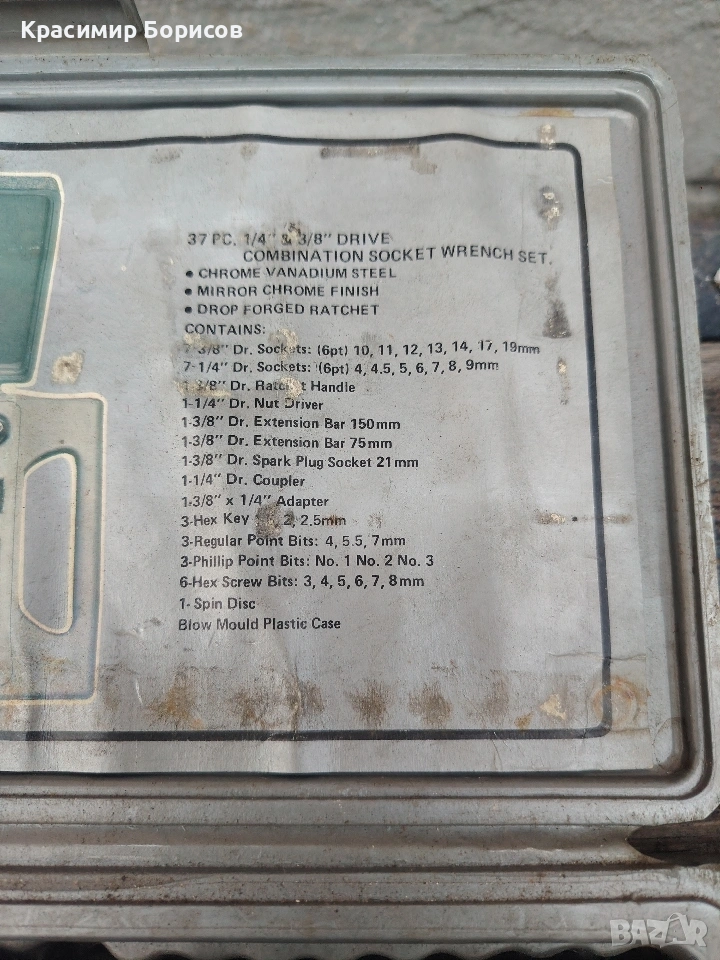 Красимир Борисов
37 PC. 1/4" & 3/8" DRIVE
COMBINATION SOCKET WRENCH SET.
• CHROME VANADIUM STEEL
• MIRROR CHROME FINISH
• DROP FORGED RATCHET
CONTAINS:
7-3/8" Dr. Sockets: (6pt) 10, 11, 12, 13, 14, 17, 19mm
7-1/4" Dr. Sockets: (6pt) 4, 4.5, 5, 6, 7, 8, 9mm
1-3/8" Dr. Ratchet Handle
1-1/4" Dr. Nut Driver
1-3/8" Dr. Extension Bar 150mm
1-3/8" Dr. Extension Bar 75mm
1-3/8" Dr. Spark Plug Socket 21mm
1-1/4" Dr. Coupler
1-3/8" x 1/4" Adapter
3-Hex Key 2, 2.5mm
3-Regular Point Bits: 4, 5.5, 7mm
3-Phillip Point Bits: No. 1 No. 2 No. 3
6-Hex Screw Bits: 3, 4, 5, 6, 7, 8mm
1- Spin Disc
Blow Mould Plastic Case
BAZAR